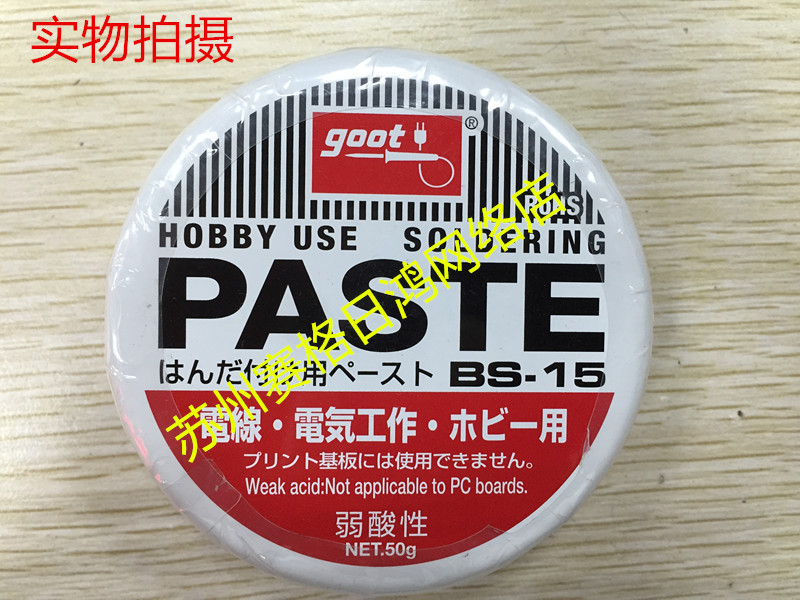 实物拍摄
goot®
RoHS
HOBBY USE SOLDERING
PASTE
はんだ付け用ペースト BS-15
電線・電気工作・ホビー用
プリント基板には使用できません。
Weak acid:Not applicable to PC boards.
弱酸性
NET.50g
苏州赛格日鸿网络店